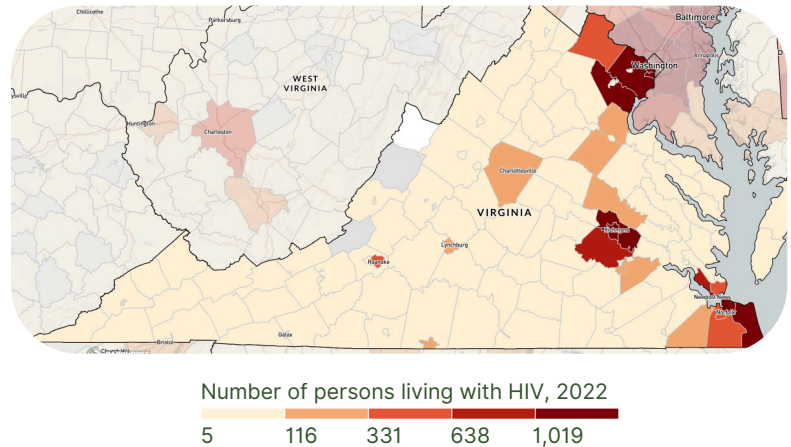 Chillicothe
Parkersburg
Baltimore
Annapolis
Washington
WEST
VIRGINIA
ysville
Huntington
Charleston
Charlottesville
VIRGINIA
Richmond
Lynchburg
Roanoke
Newport News
Norfolk
Galax
Bristol
Number of persons living with HIV, 2022
5 116 331 638 1,019